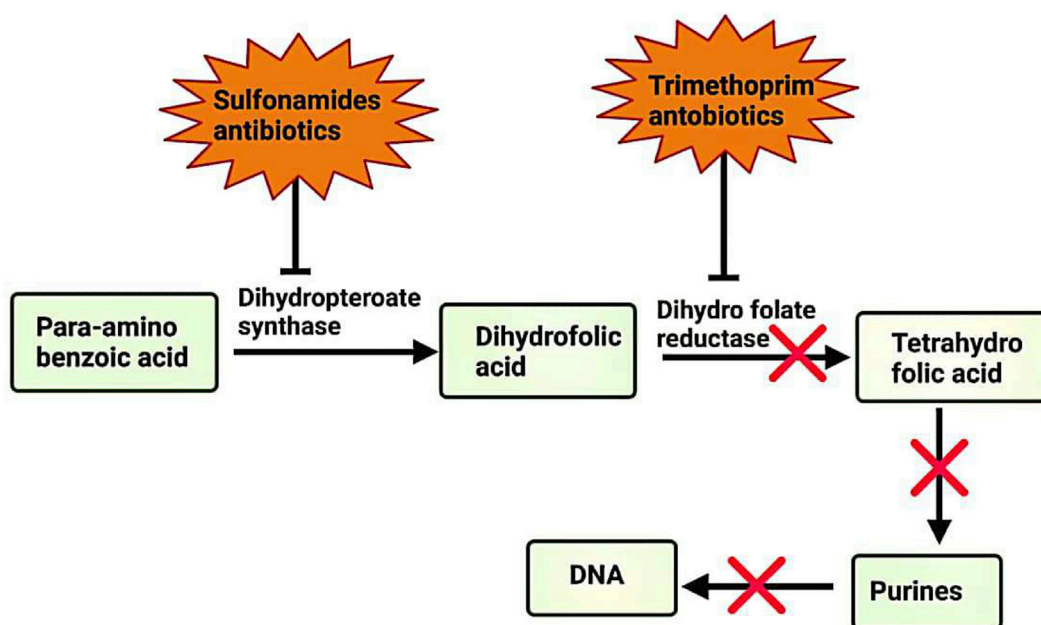 Sulfonamides
antibiotics
Trimethoprim
antobiotics
Para-amino
benzoic acid
Dihydropteroate
synthase
Dihydrofolic
acid
Dihydro folate
reductase
Tetrahydro
folic acid
DNA
Purines